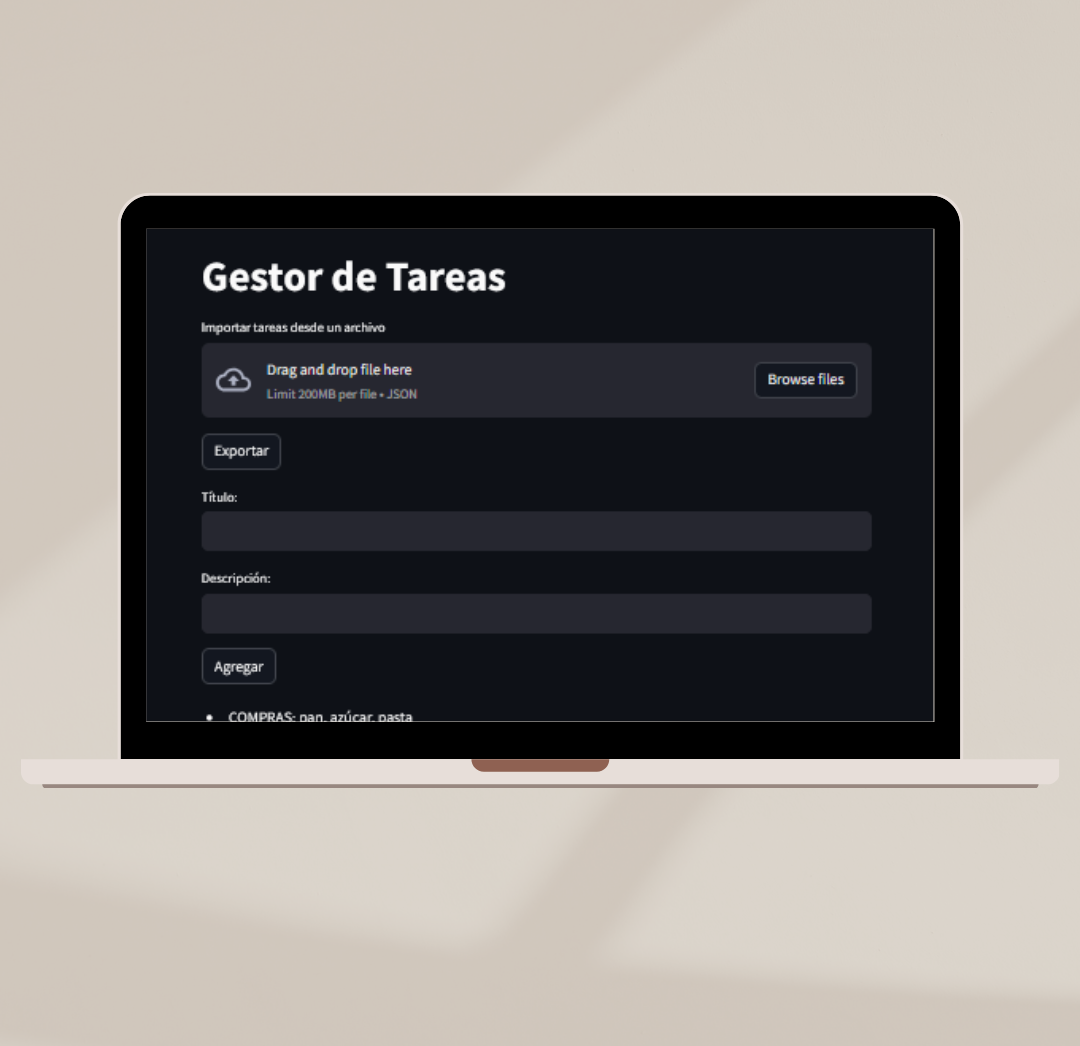 Gestor de Tareas
Importar tareas desde un archivo
Drag and drop file here
Limit 200MB per file • JSON
Browse files
Exportar
Título:
Descripción:
Agregar
• COMPRAS: pan, azúcar, pasta